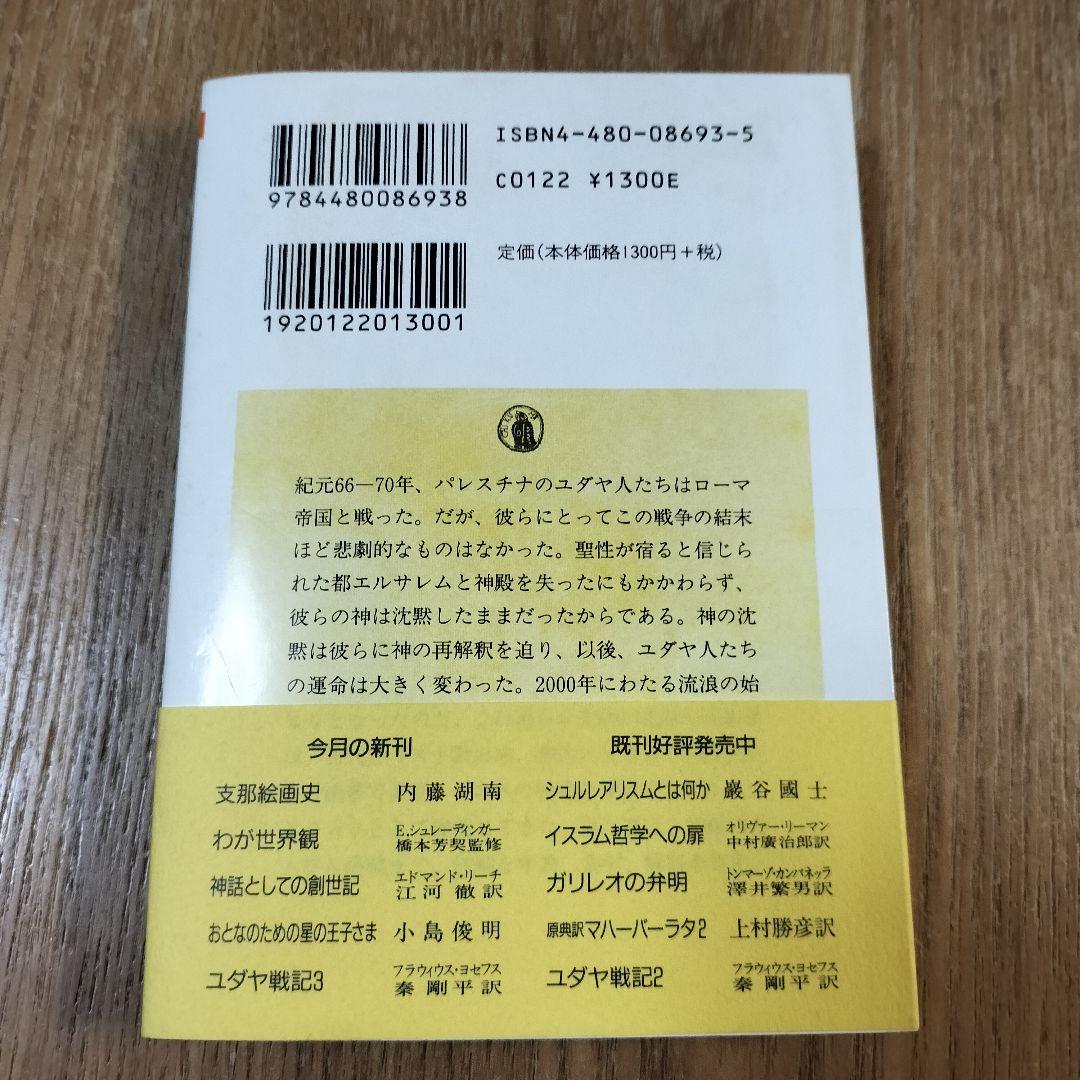 ISBN4-480-08693-5
C0122 ¥1300E
9784480086938
定価(本体価格1300円+税)
1920122013001
紀元66—70年、パレスチナのユダヤ人たちはローマ
帝国と戦った。だが、彼らにとってこの戦争の結末
ほど悲劇的なものはなかった。聖性が宿ると信じら
れた都エルサレムと神殿を失ったにもかかわらず、
彼らの神は沈黙したままだったからである。神の沈
黙は彼らに神の再解釈を迫り、以後、ユダヤ人たち
の運命は大きく変わった。2000年にわたる流浪の始
今月の新刊
支那絵画史 内藤湖南
わが世界観 E.シュレーディンガー 橋本芳契監修
神話としての創世記 エドマンド・リーチ 江河徹訳
おとなのための星の王子さま 小島俊明
ユダヤ戦記3 フラウィウス・ヨセフス 秦剛平訳
既刊好評発売中
シュルレアリスムとは何か 巖谷國士
イスラム哲学への扉 オリヴァー・リーマン 中村廣治郎訳
ガリレオの弁明 トンマーゾ・カンパネッラ 澤井繁男訳
原典訳マハーバーラタ2 上村勝彦訳
ユダヤ戦記2 フラウィウス・ヨセフス 秦剛平訳